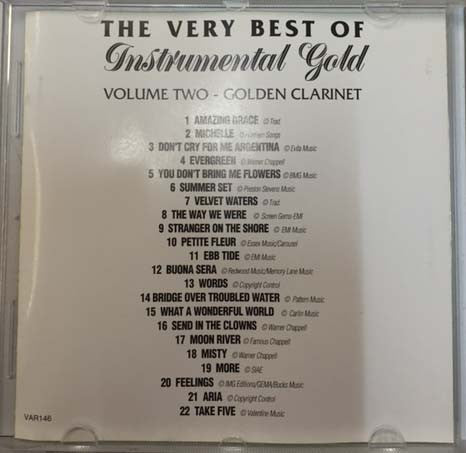 THE VERY BEST OF
Instrumental Gold
VOLUME TWO - GOLDEN CLARINET
1 AMAZING GRACE © Trad
2 MICHELLE © Songs
3 DON'T CRY FOR ME ARGENTINA © Evita Music
4 EVERGREEN © Warner Chappell
5 YOU DON'T BRING ME FLOWERS © BMG Music
6 SUMMER SET © Preston Stevens Music
7 VELVET WATERS © Trad
8 THE WAY WE WERE © Screen Gems-EMI
9 STRANGER ON THE SHORE © EMI Music
10 PETITE FLEUR © Essex Music/Carousel
11 EBB TIDE © EMI Music
12 BUONA SERA © Redwood Music/Memory Lane Music
13 WORDS © Copyright Control
14 BRIDGE OVER TROUBLED WATER © Pattern Music
15 WHAT A WONDERFUL WORLD © Carlin Music
16 SEND IN THE CLOWNS © Warner Chappell
17 MOON RIVER © Famous Chappell
18 MISTY © Warner Chappell
19 MORE © SIAE
20 FEELINGS © IMG Editions/GEMA/Bucks Music
21 ARIA © Copyright Control
22 TAKE FIVE © Valentine Music
VAR146